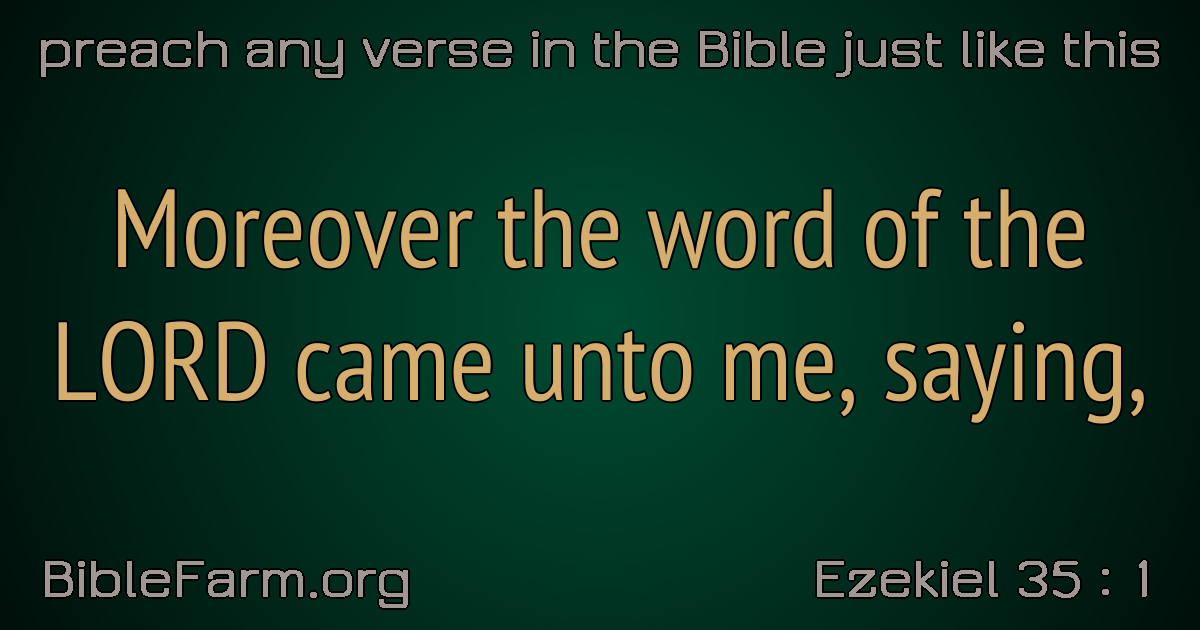 preach any verse in the Bible just like this
Moreover the word of the
LORD came unto me, saying,
BibleFarm.org
Ezekiel 35 : 1